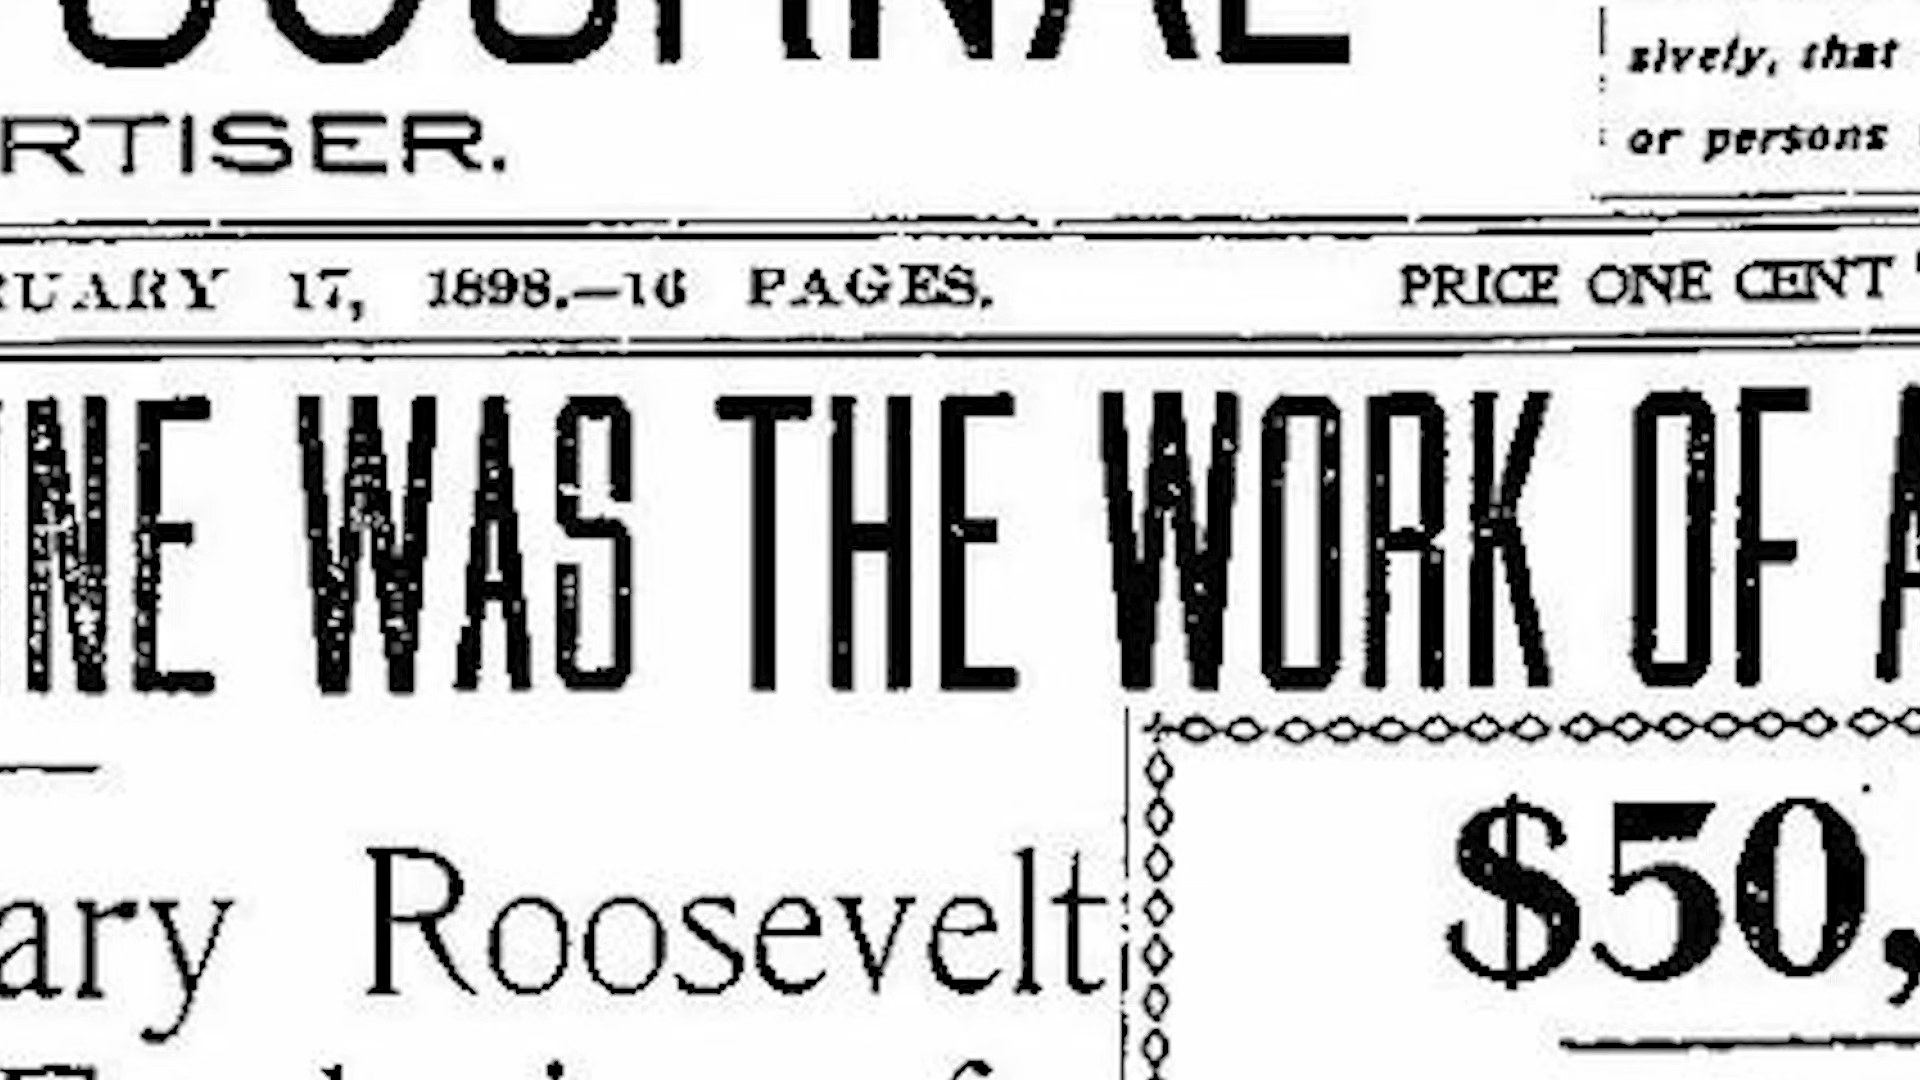 JOURNAL
sively, that
RTISER.
or persons
RUARY 17, 1898.—16 PAGES.
PRICE ONE CENT
NE WAS THE WORK OF A
ary Roosevelt
$50,